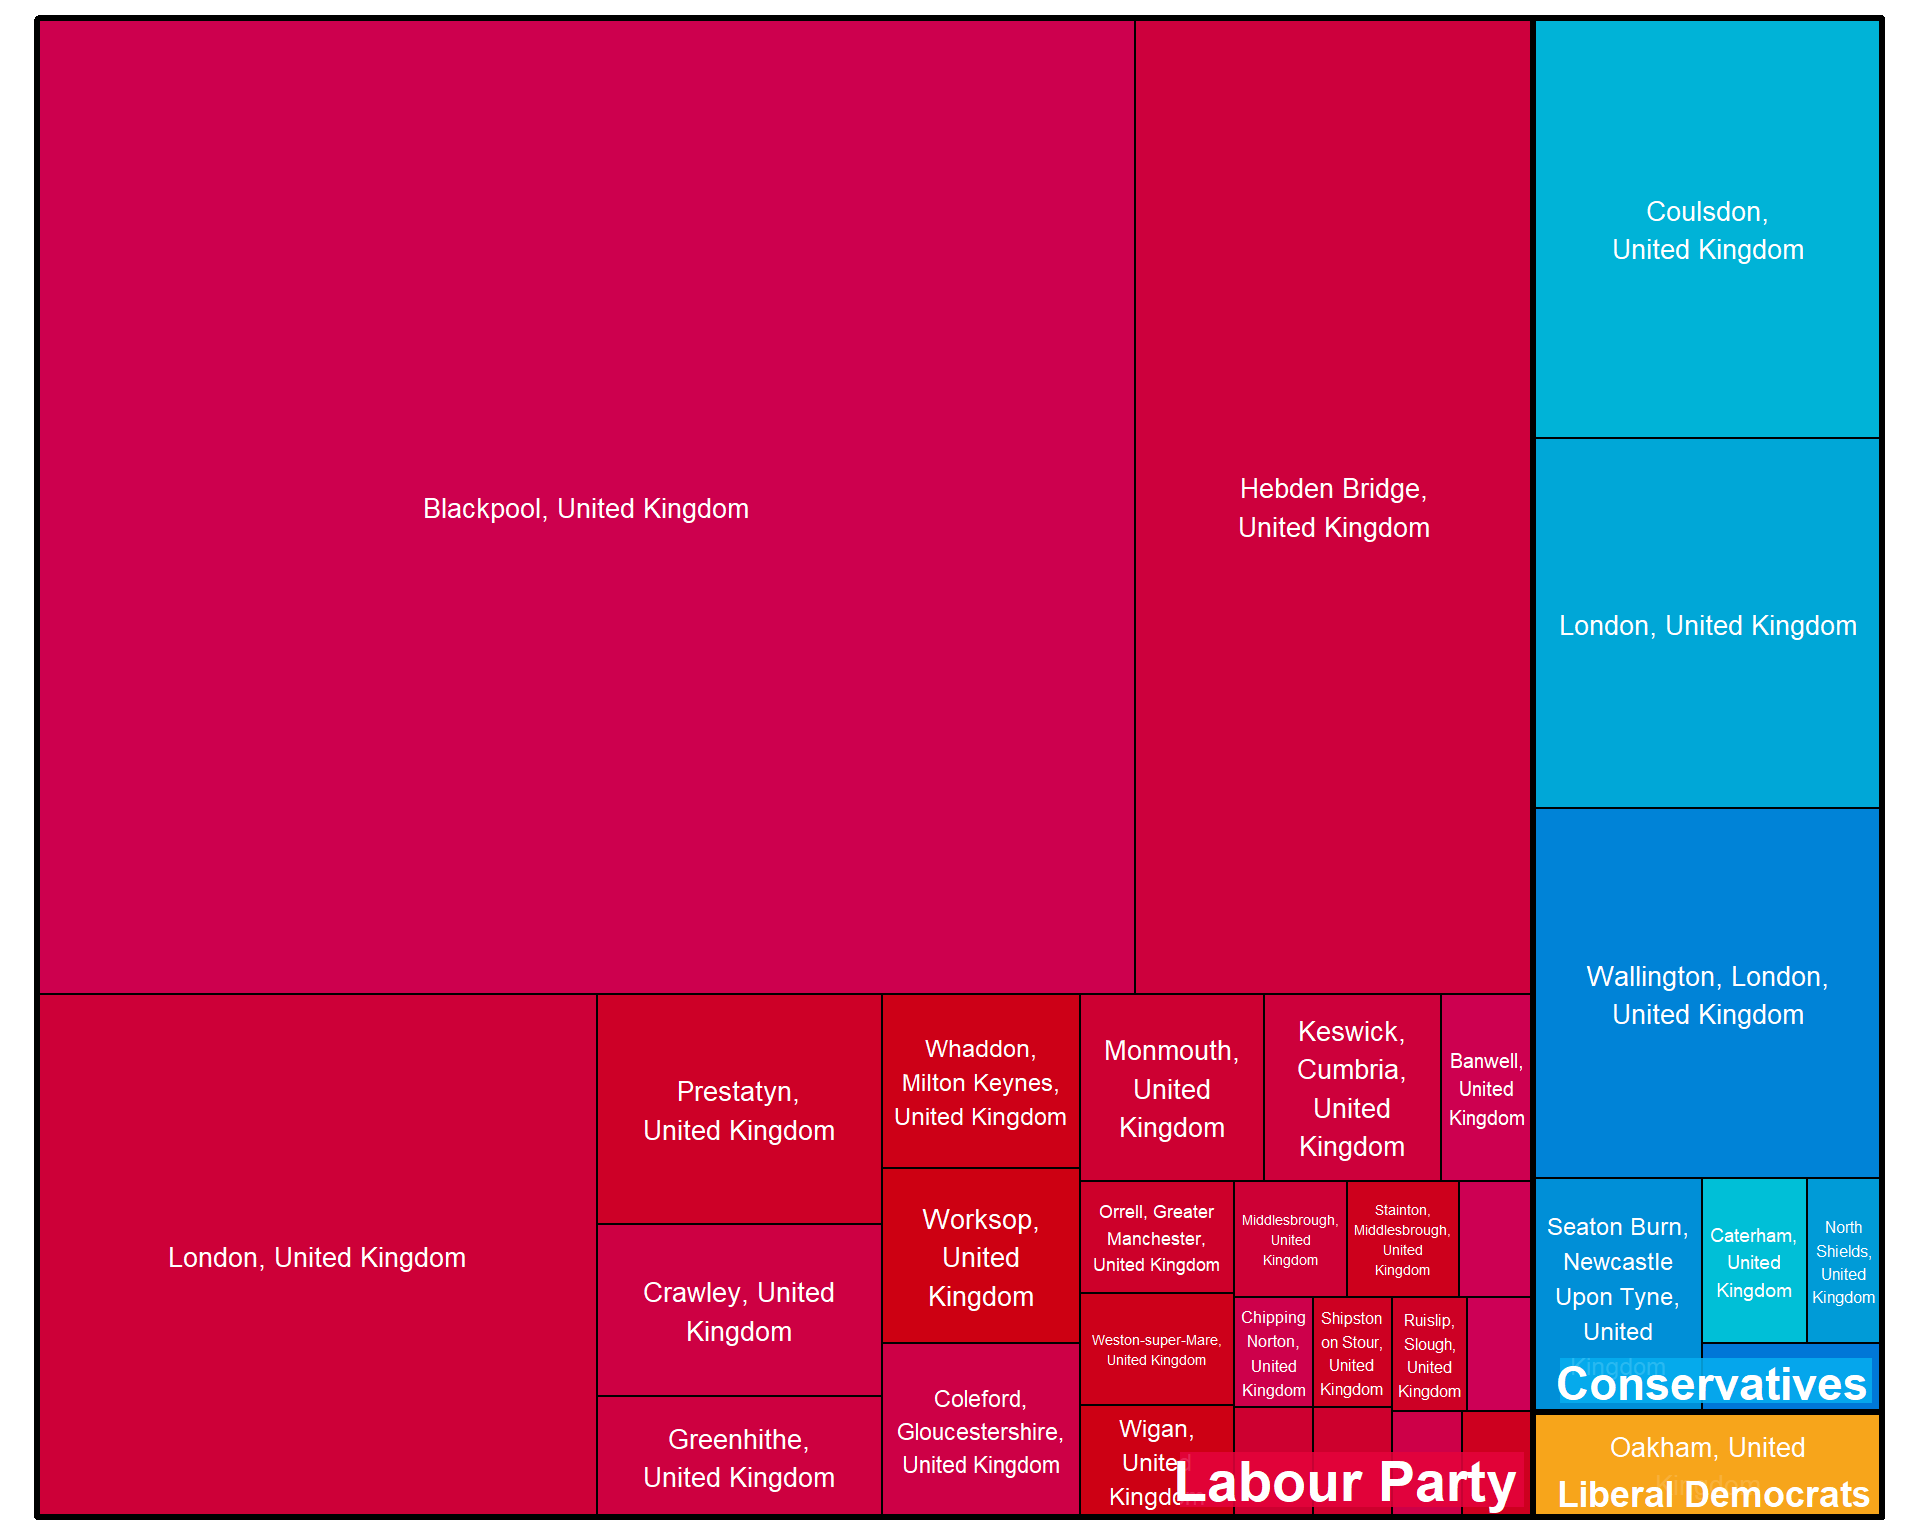 Blackpool, United Kingdom
Hebden Bridge,
United Kingdom
Coulsdon,
United Kingdom
London, United Kingdom
Wallington, London,
United Kingdom
London, United Kingdom
Prestatyn,
United Kingdom
Crawley, United
Kingdom
Greenhithe,
United Kingdom
Whaddon,
Milton Keynes,
United Kingdom
Worksop,
United
Kingdom
Coleford,
Gloucestershire,
United Kingdom
Monmouth,
United
Kingdom
Keswick,
Cumbria,
United
Kingdom
Banwell,
United
Kingdom
Orrell, Greater
Manchester,
United Kingdom
Weston-super-Mare,
United Kingdom
Wigan,
United
Kingdom
Middlesbrough,
United
Kingdom
Stainton,
Middlesbrough,
United
Kingdom
Chipping
Norton,
United
Kingdom
Shipston
on Stour,
United
Kingdom
Ruislip,
Slough,
United
Kingdom
Labour Party
Seaton Burn,
Newcastle
Upon Tyne,
United
Kingdom
Caterham,
United
Kingdom
North
Shields,
United
Kingdom
Conservatives
Oakham, United
Kingdom
Liberal Democrats